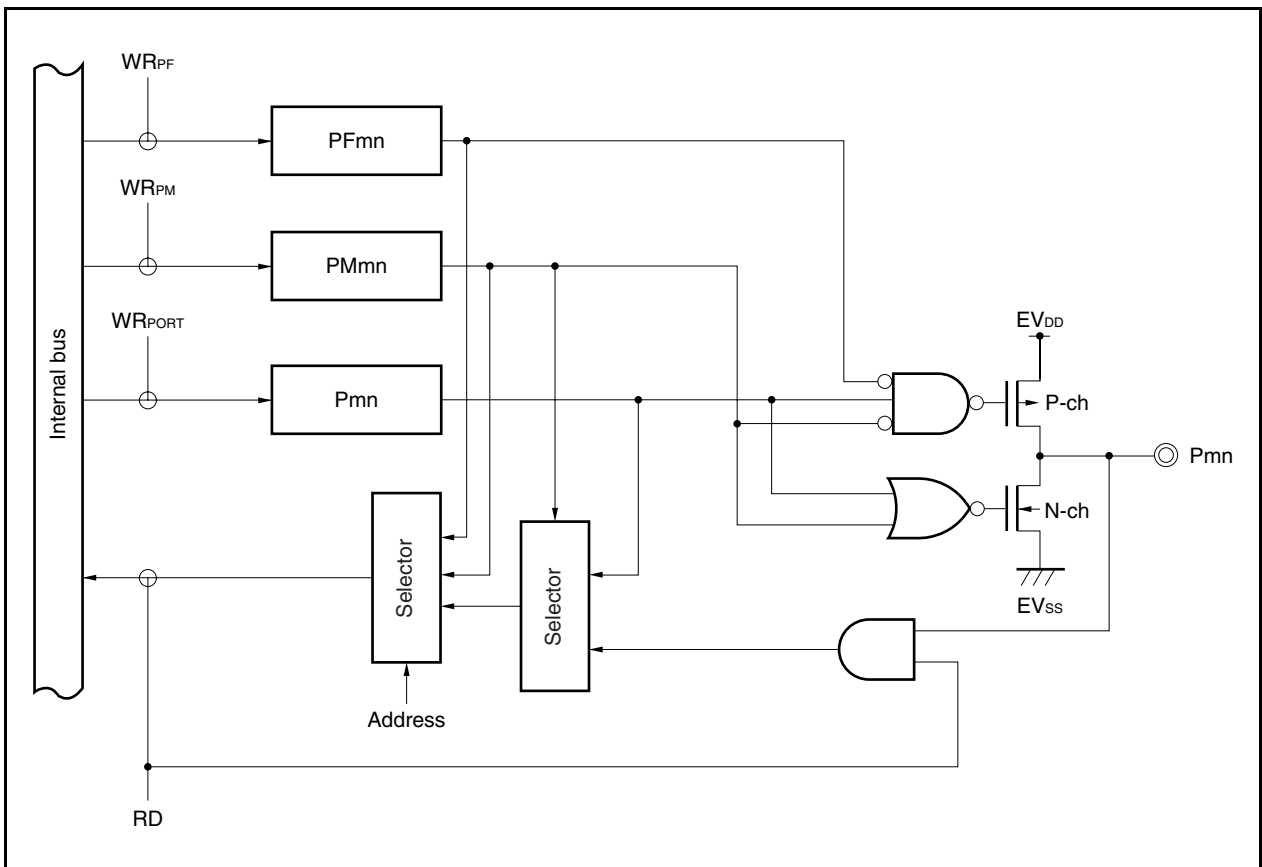 WRPF
PFmn
WRPM
PMmn
WRPORT
Pmn
Internal bus
EVDD
P-ch
Pmn
N-ch
EVSS
Selector
Selector
Address
RD